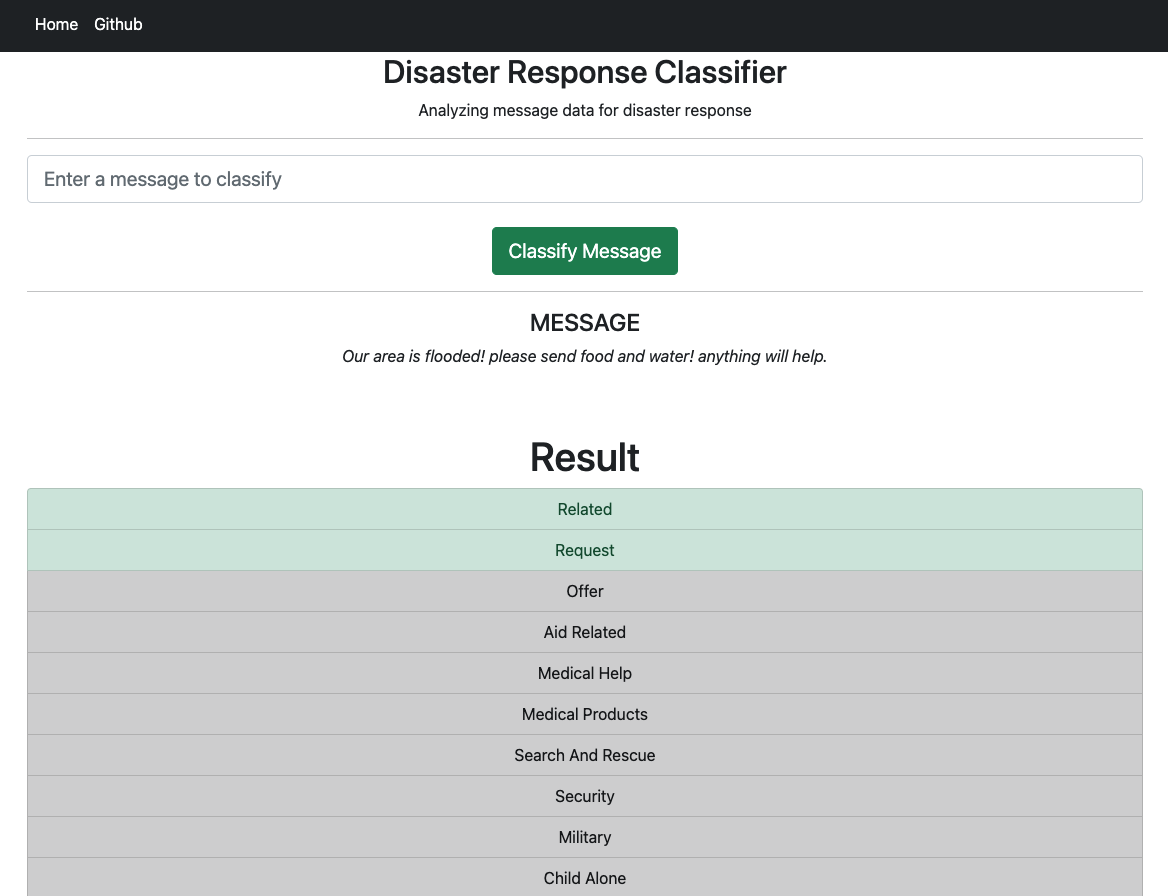 Home Github
Disaster Response Classifier
Analyzing message data for disaster response
Enter a message to classify
Classify Message
MESSAGE
Our area is flooded! please send food and water! anything will help.
Result
Related
Request
Offer
Aid Related
Medical Help
Medical Products
Search And Rescue
Security
Military
Child Alone